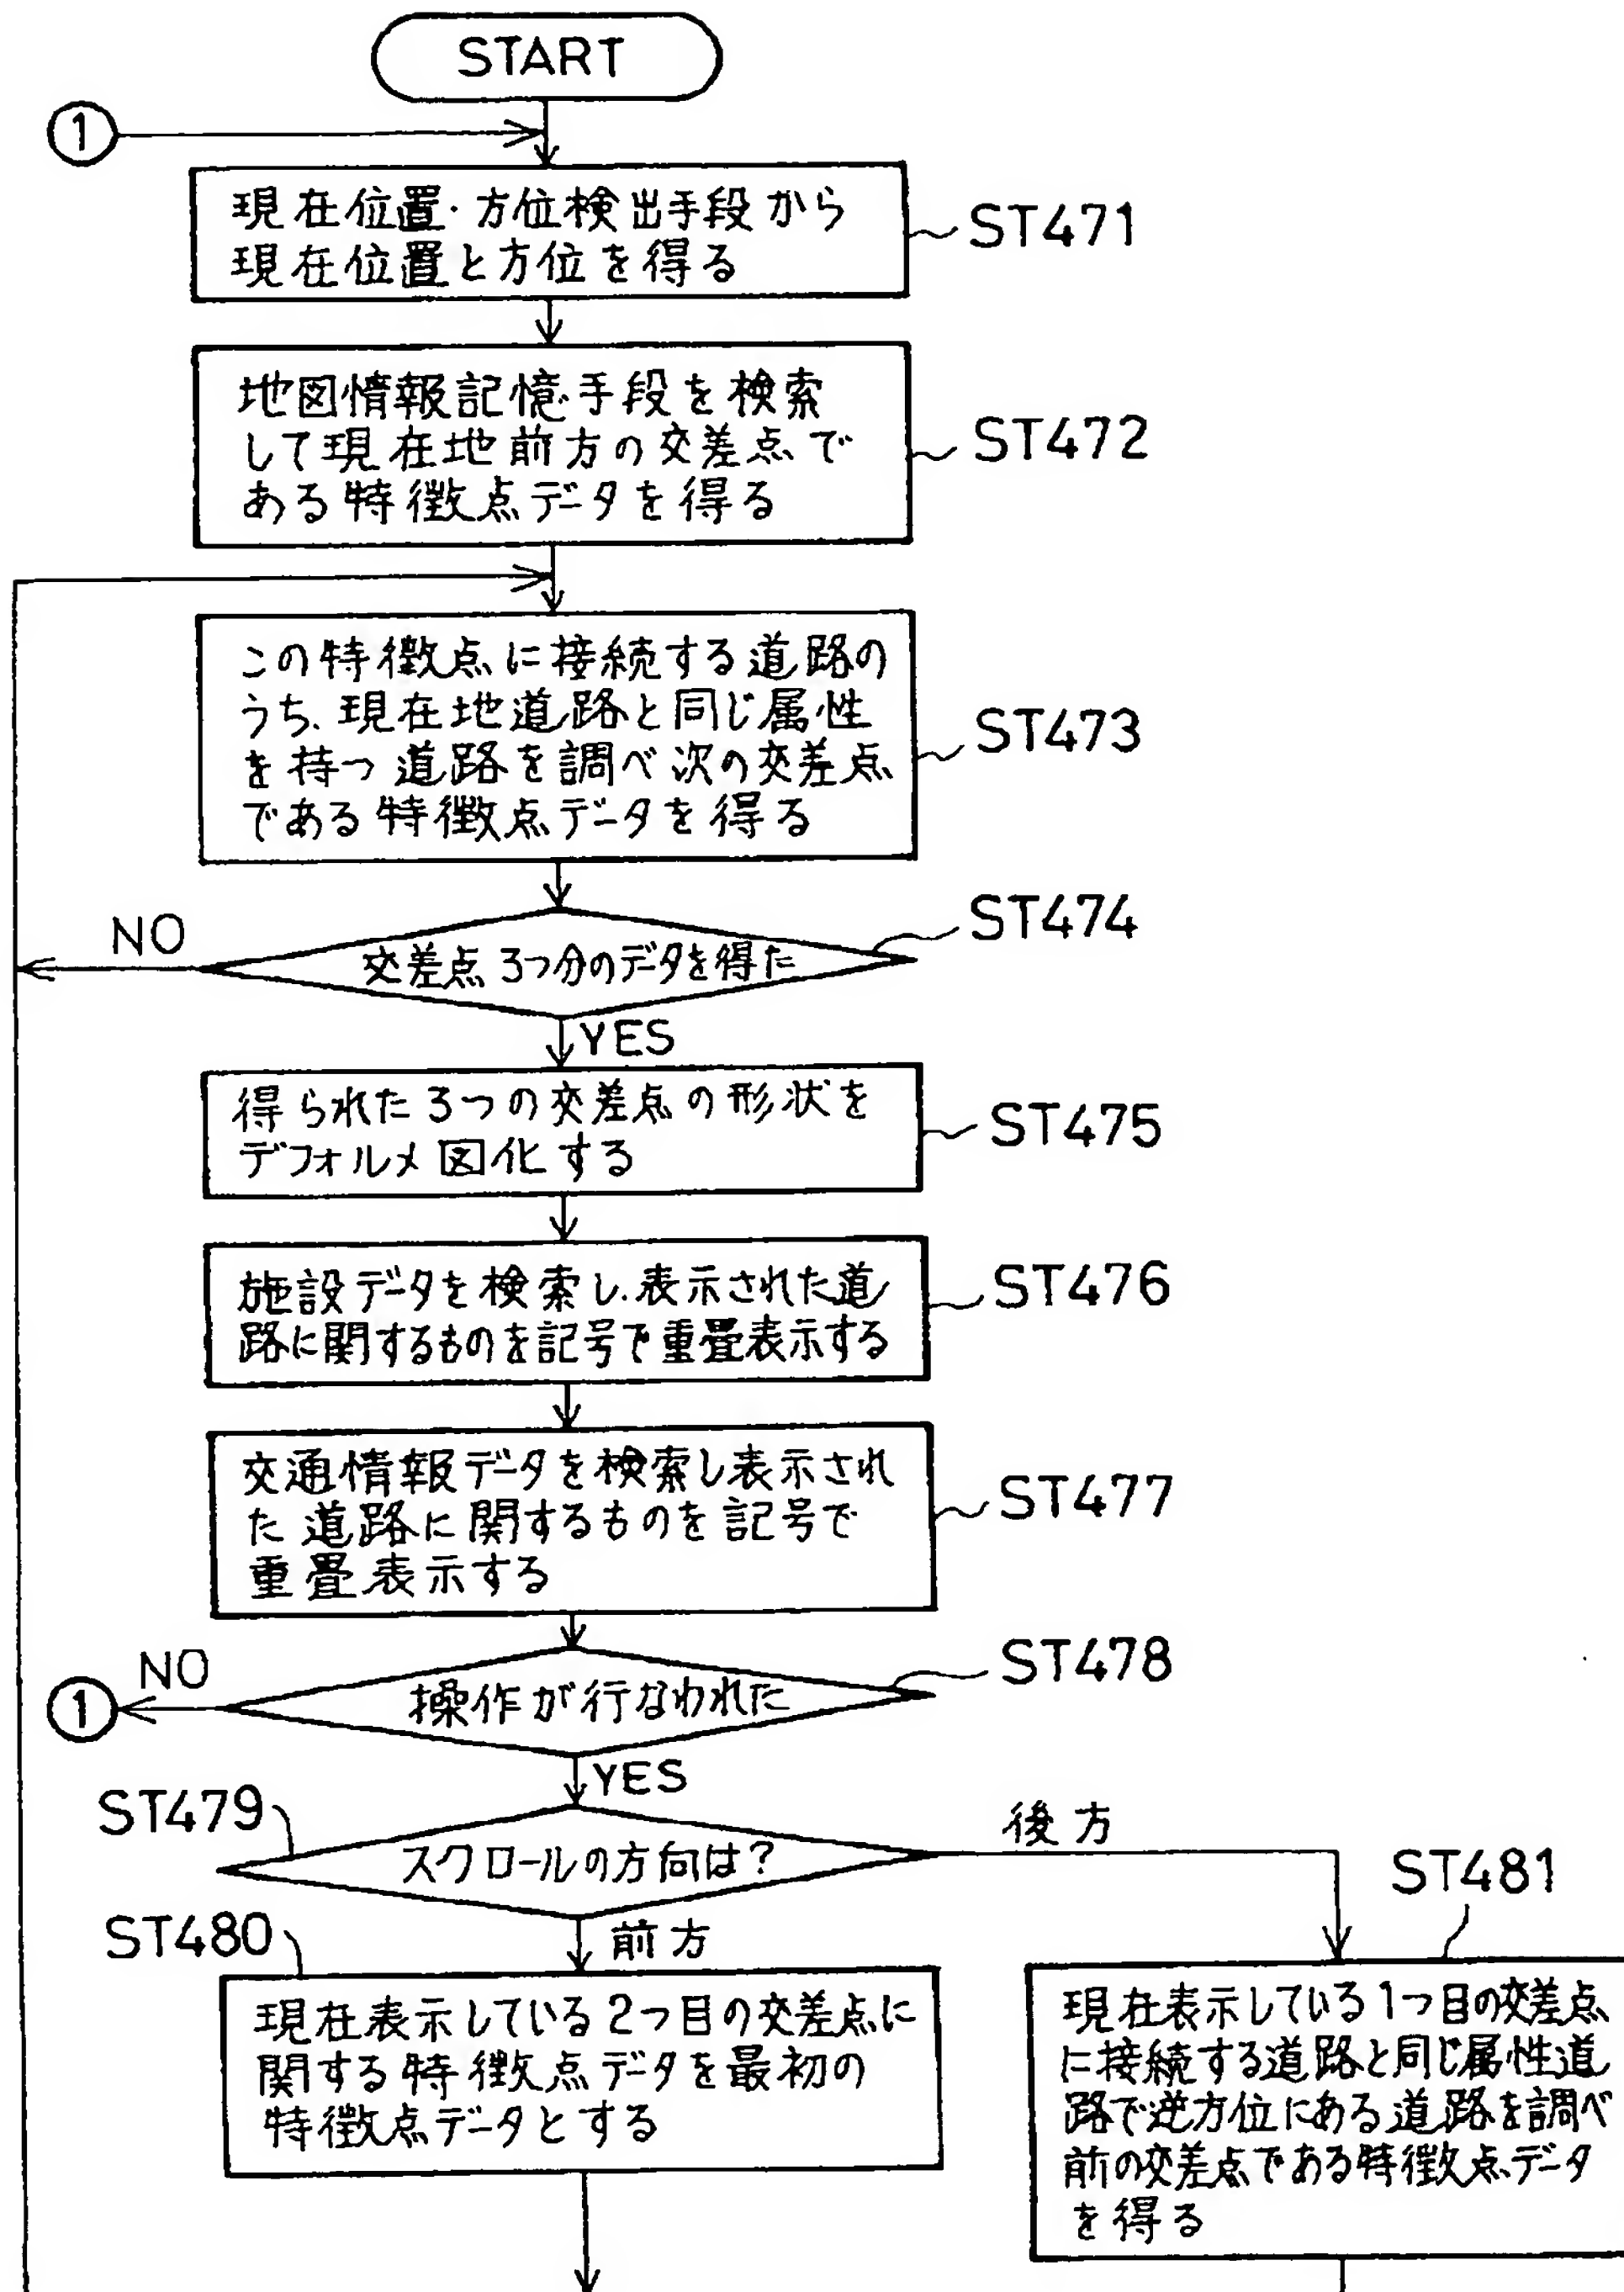 START
①
現在位置・方位検出手段から
現在位置と方位を得る
ST471
地図情報記憶手段を検索
して現在地前方の交差点で
ある特徴点データを得る
ST472
この特徴点に接続する道路の
うち、現在地道路と同じ属性
を持つ道路を調べ次の交差点
である特徴点データを得る
ST473
NO
交差点3つ分のデータを得た
ST474
YES
得られた3つの交差点の形状を
デフォルメ図化する
ST475
施設データを検索し、表示された道
路に関するものを記号で重畳表示する
ST476
交通情報データを検索し表示され
た道路に関するものを記号で
重畳表示する
ST477
①
NO
操作が行なわれた
ST478
YES
ST479
スクロールの方向は?
後方
前方
ST480
現在表示している2つ目の交差点に
関する特徴点データを最初の
特徴点データとする
ST481
現在表示している1つ目の交差点
に接続する道路と同じ属性道
路で逆方位にある道路を調べ
前の交差点である特徴点データ
を得る